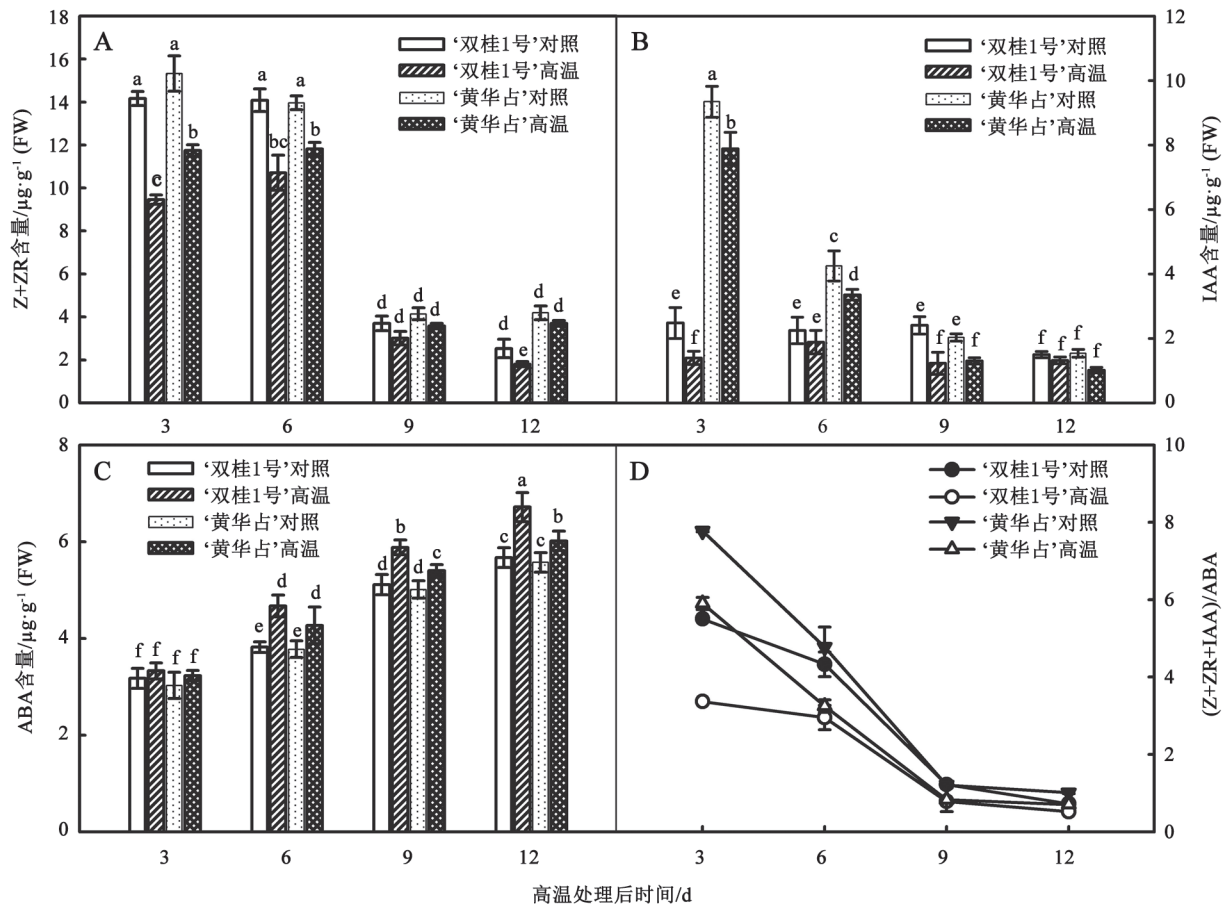 A
Z+ZR含量/μg·g⁻¹ (FW)
18
16
14
12
10
8
6
4
2
0
‘双桂1号’对照
‘双桂1号’高温
‘黄华占’对照
‘黄华占’高温
a
c
a
b
a
bc
a
b
d
d
d
d
d
e
d
d
3
6
9
12
B
IAA含量/μg·g⁻¹ (FW)
12
10
8
6
4
2
0
‘双桂1号’对照
‘双桂1号’高温
‘黄华占’对照
‘黄华占’高温
e
f
a
b
e
e
c
d
e
f
e
f
f
f
f
f
3
6
9
12
C
ABA含量/μg·g⁻¹ (FW)
8
6
4
2
0
‘双桂1号’对照
‘双桂1号’高温
‘黄华占’对照
‘黄华占’高温
f
f
f
f
e
d
e
d
d
b
d
c
d
a
d
b
3
6
9
12
D
(Z+ZR+IAA)/ABA
10
8
6
4
2
0
‘双桂1号’对照
‘双桂1号’高温
‘黄华占’对照
‘黄华占’高温
3
6
9
12
高温处理后时间/d